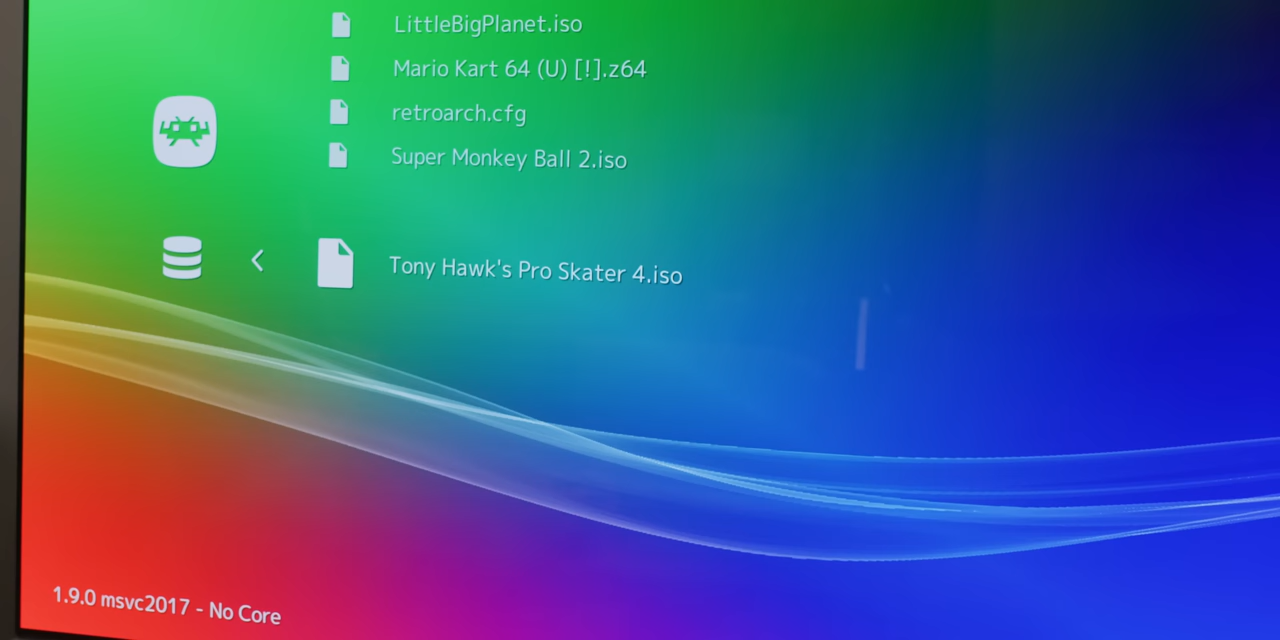 LittleBigPlanet.iso
Mario Kart 64 (U) [!].z64
retroarch.cfg
Super Monkey Ball 2.iso
Tony Hawk's Pro Skater 4.iso
1.9.0 msvc2017 - No Core